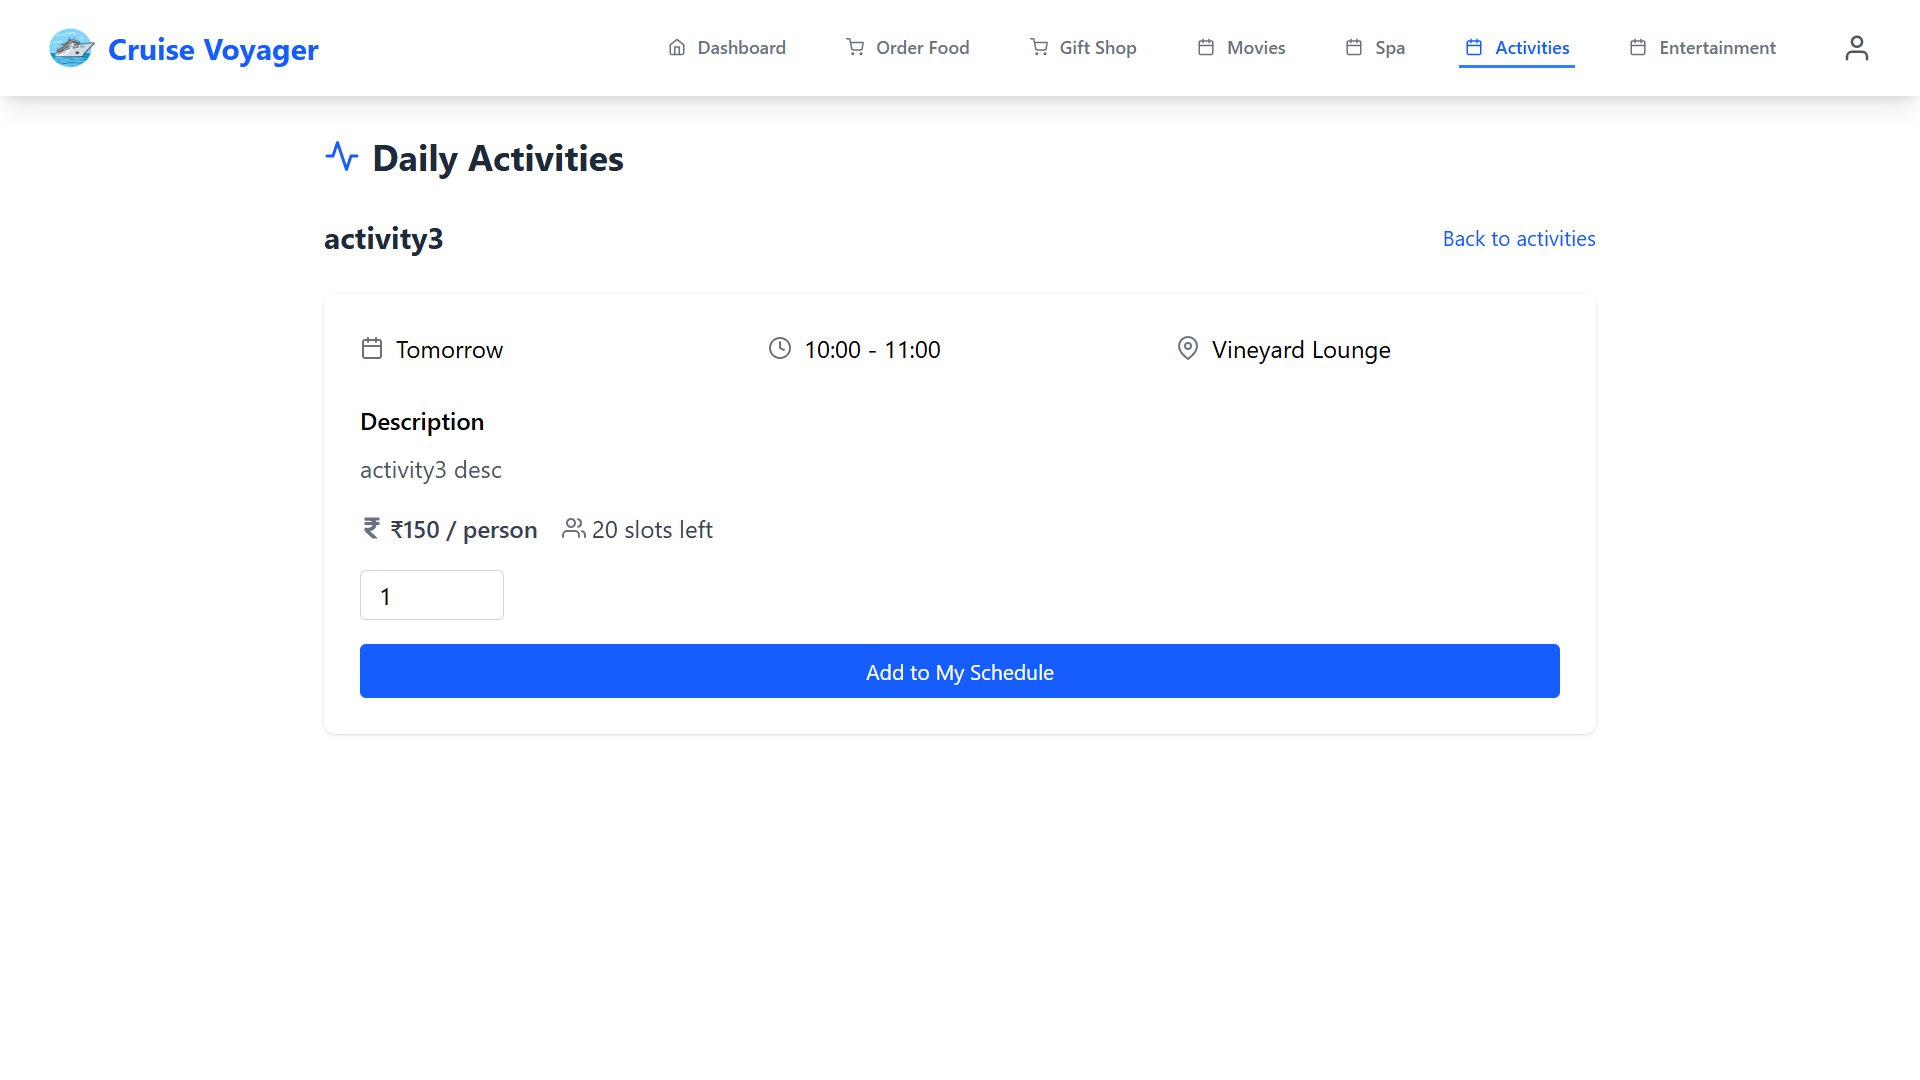 Cruise Voyager
Dashboard
Order Food
Gift Shop
Movies
Spa
Activities
Entertainment
Daily Activities
activity3
Back to activities
Tomorrow
10:00 - 11:00
Vineyard Lounge
Description
activity3 desc
₹ ₹150 / person
20 slots left
1
Add to My Schedule